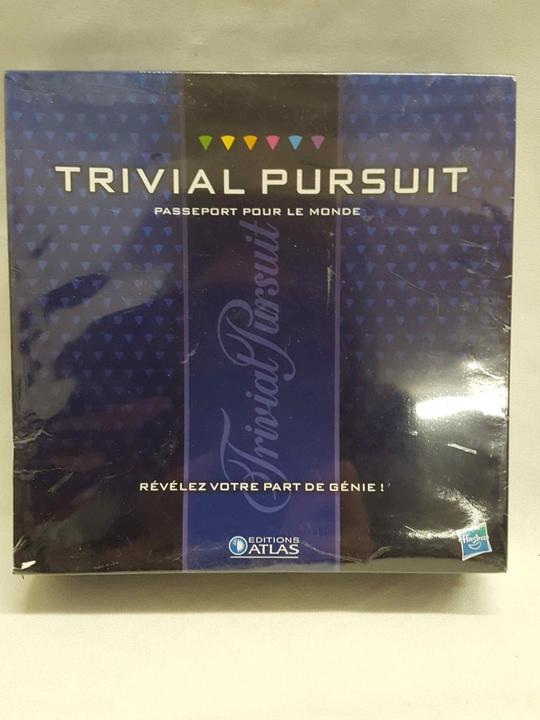 TRIVIAL PURSUIT
PASSEPORT POUR LE MONDE
Trivial Pursuit
RÉVÉLEZ VOTRE PART DE GÉNIE !
EDITIONS
ATLAS
Hasbro